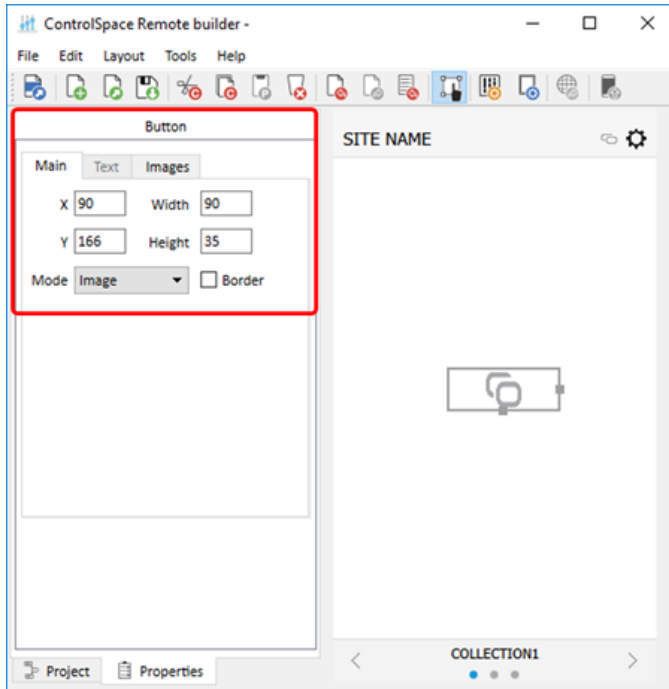 ControlSpace Remote builder -
File Edit Layout Tools Help
Button
Main Text Images
X 90 Width 90
Y 166 Height 35
Mode Image Border
SITE NAME
COLLECTION1
Project Properties